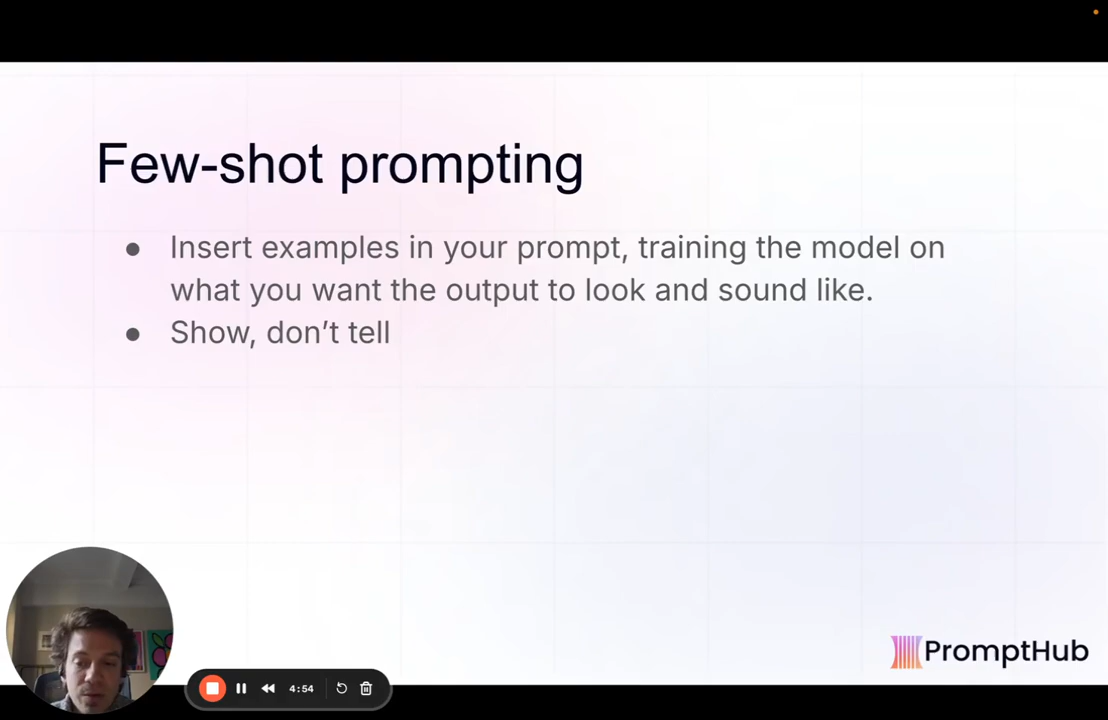 Few-shot prompting
● Insert examples in your prompt, training the model on
what you want the output to look and sound like.
● Show, don’t tell
PromptHub
4:54